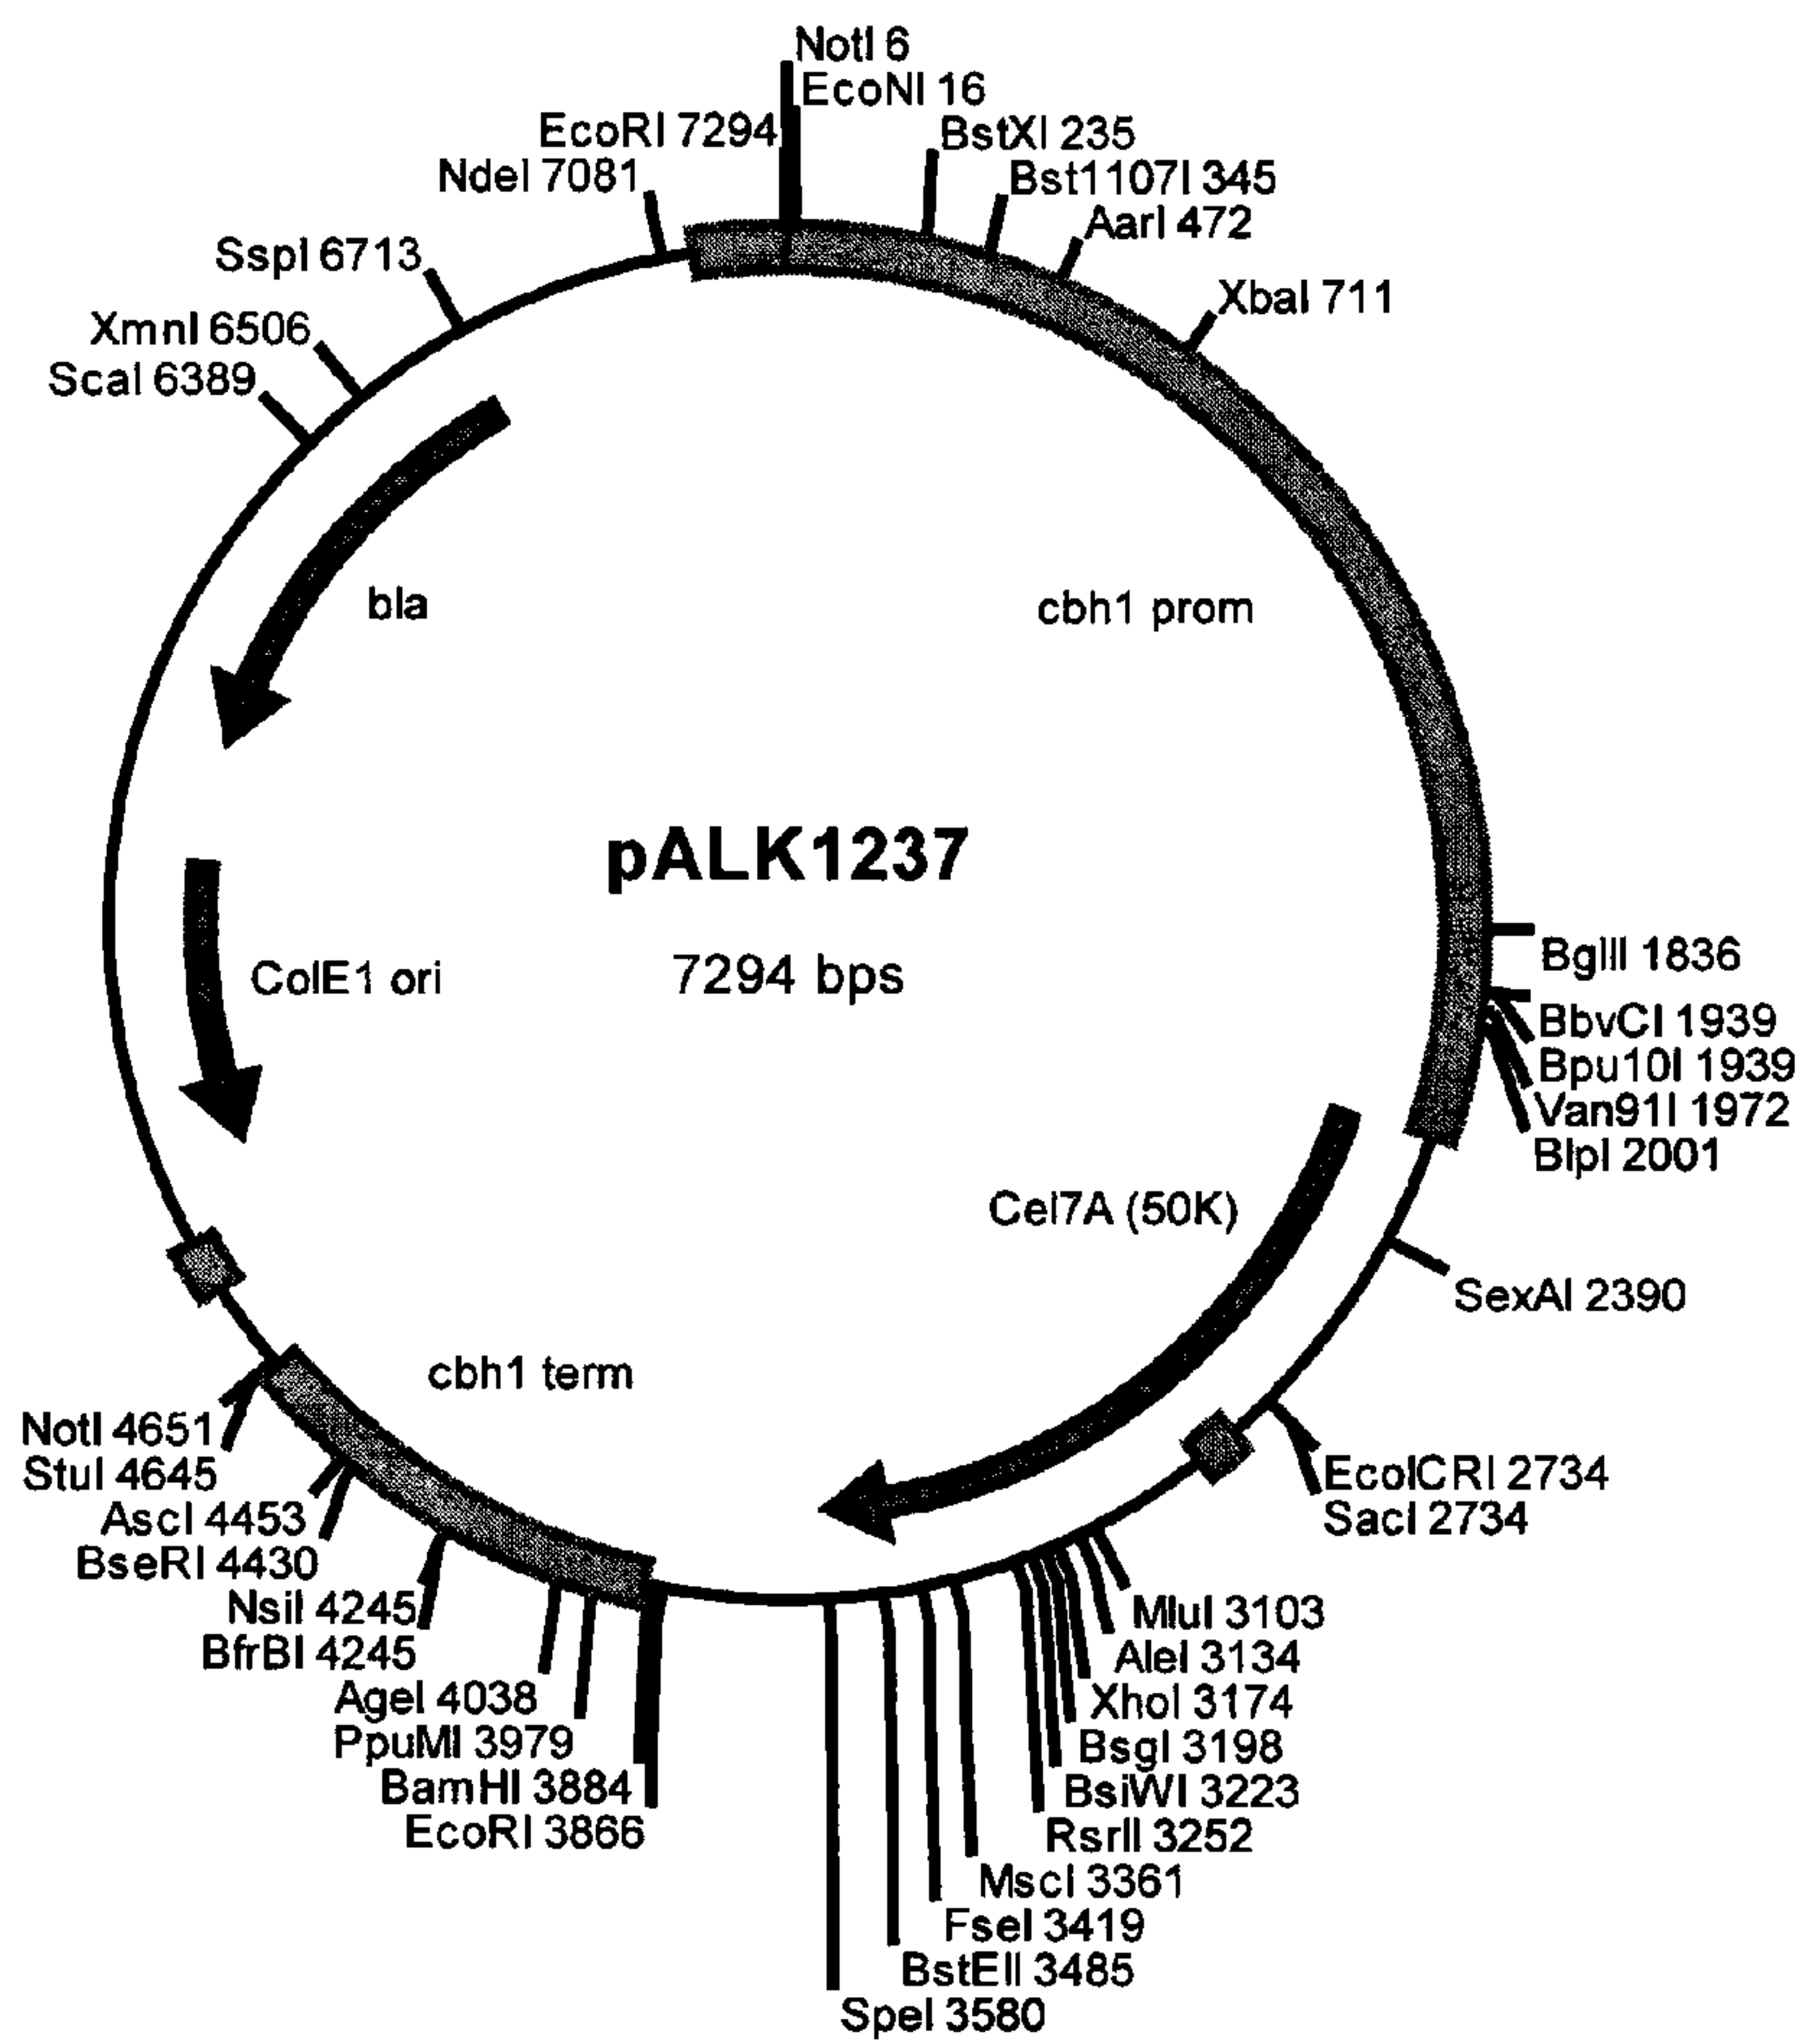 NotI 6
EcoNI 16
EcoRI 7294
BstXI 235
NdeI 7081
Bst1107I 345
AarI 472
SspI 6713
XbaI 711
XmnI 6506
ScaI 6389
bla
cbh1 prom
pALK1237
7294 bps
ColE1 ori
BglII 1836
BbvCI 1939
Bpu10I 1939
Van91I 1972
BlpI 2001
Cel7A (50K)
SexAI 2390
cbh1 term
NotI 4651
StuI 4645
AscI 4453
BseRI 4430
NsiI 4245
BfrBI 4245
AgeI 4038
PpuMI 3979
BamHI 3884
EcoRI 3866
EcoICRI 2734
SacI 2734
MluI 3103
AleI 3134
XhoI 3174
BsgI 3198
BsiWI 3223
RsrII 3252
MscI 3361
FseI 3419
BstEII 3485
SpeI 3580